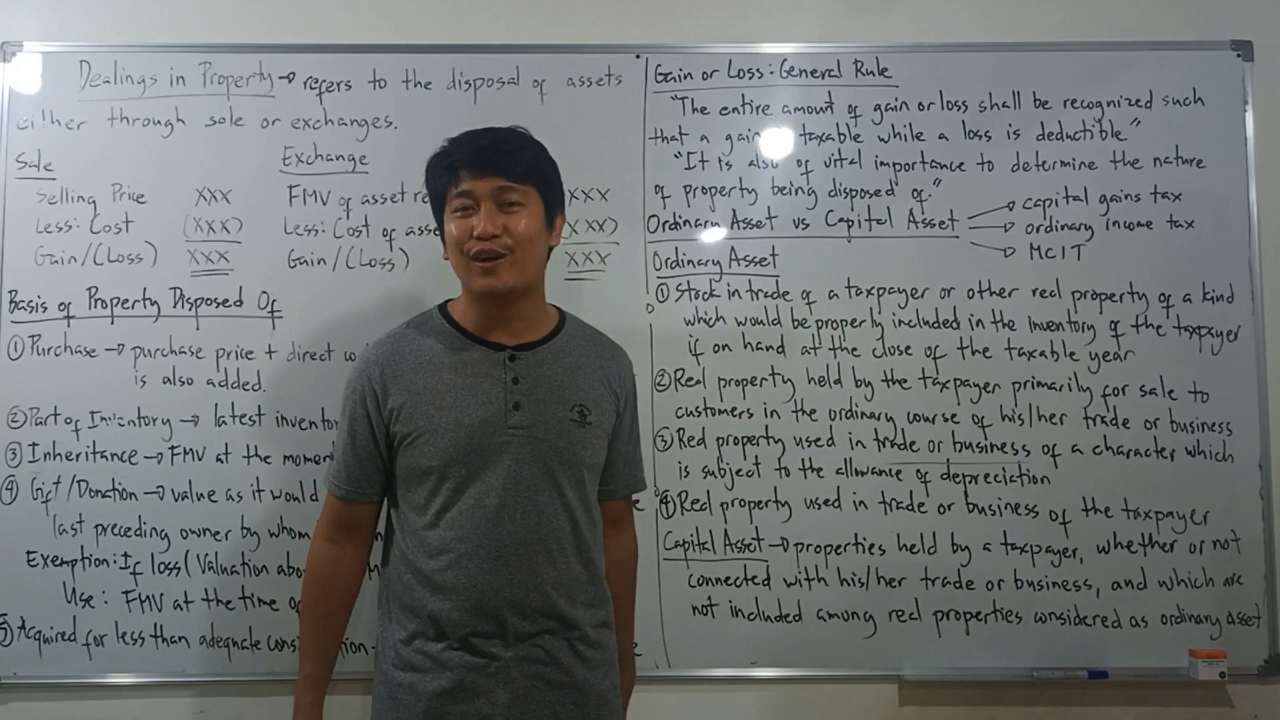 Dealings in Property → refers to the disposal of assets
either through sale or exchanges.
Sale
Selling Price XXX
Less: Cost (XXX)
Gain/(Loss) XXX
Exchange
FMV of asset XXX
Less: Cost of XXX)
Gain/(Loss) XXX
Basis of Property Disposed Of
① Purchase → purchase price + direct
is also added.
② Part of Inventory → latest
③ Inheritance → FMV at the
④ Gift/Donation → value as it would
last preceding owner by whom
Exemption: If loss (Valuation
Use: FMV at the time
Acquired for less than adequate
Gain or Loss: General Rule
"The entire amount of gain or loss shall be recognized such
that a gain taxable while a loss is deductible"
"It is also of vital importance to determine the nature
of property being disposed of."
Ordinary Asset vs Capital Asset → capital gains tax
→ ordinary income tax
→ MCIT
Ordinary Asset
① Stock in trade of a taxpayer or other real property of a kind
which would be properly included in the inventory of the taxpayer
if on hand at the close of the taxable year
② Real property held by the taxpayer primarily for sale to
customers in the ordinary course of his/her trade or business
③ Real property used in trade or business of a character which
is subject to the allowance of depreciation
④ Real property used in trade or business of the taxpayer
Capital Asset → properties held by a taxpayer, whether or not
connected with his/her trade or business, and which are
not included among real properties considered as ordinary asset